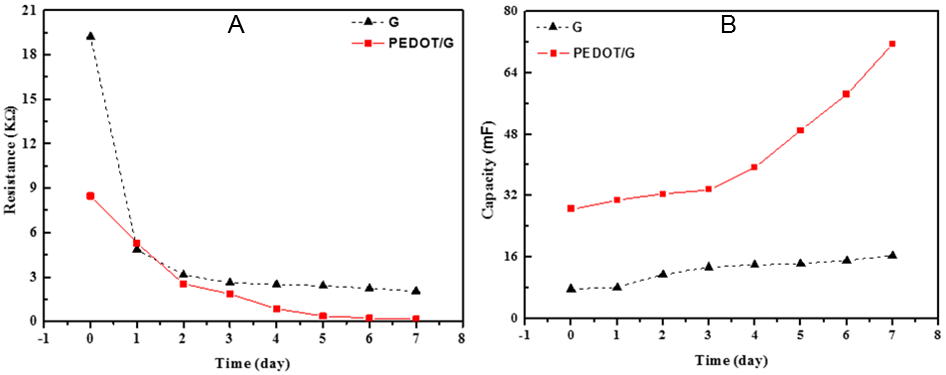 A
G
PEDOT/G
21
18
15
12
9
6
3
0
Resistance (KΩ)
-1 0 1 2 3 4 5 6 7 8
Time (day)
B
G
PEDOT/G
80
64
48
32
16
0
Capacity (mF)
-1 0 1 2 3 4 5 6 7 8
Time (day)